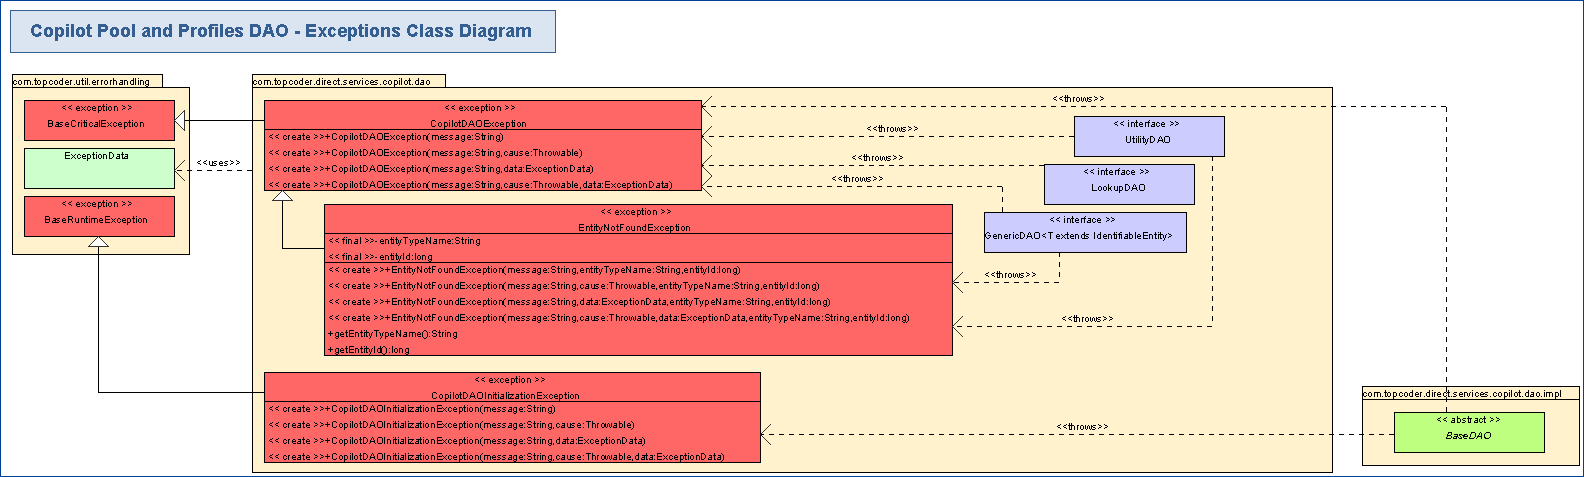 Copilot Pool and Profiles DAO - Exceptions Class Diagram
com.topcoder.util.errorhandling
<< exception >>
BaseCriticalException
ExceptionData
<< exception >>
BaseRuntimeException
<<uses>>
com.topcoder.direct.services.copilot.dao
<< exception >>
CopilotDAOException
<< create >>+CopilotDAOException(message:String)
<< create >>+CopilotDAOException(message:String,cause:Throwable)
<< create >>+CopilotDAOException(message:String,data:ExceptionData)
<< create >>+CopilotDAOException(message:String,cause:Throwable,data:ExceptionData)
<<throws>>
<<throws>>
<<throws>>
<<throws>>
<< interface >>
UtilityDAO
<< interface >>
LookupDAO
<< interface >>
GenericDAO<T extends IdentifiableEntity>
<< exception >>
EntityNotFoundException
<< final >>-entityTypeName:String
<< final >>-entityId:long
<< create >>+EntityNotFoundException(message:String,entityTypeName:String,entityId:long)
<< create >>+EntityNotFoundException(message:String,cause:Throwable,entityTypeName:String,entityId:long)
<< create >>+EntityNotFoundException(message:String,data:ExceptionData,entityTypeName:String,entityId:long)
<< create >>+EntityNotFoundException(message:String,cause:Throwable,data:ExceptionData,entityTypeName:String,entityId:long)
+getEntityTypeName():String
+getEntityId():long
<<throws>>
<<throws>>
<< exception >>
CopilotDAOInitializationException
<< create >>+CopilotDAOInitializationException(message:String)
<< create >>+CopilotDAOInitializationException(message:String,cause:Throwable)
<< create >>+CopilotDAOInitializationException(message:String,data:ExceptionData)
<< create >>+CopilotDAOInitializationException(message:String,cause:Throwable,data:ExceptionData)
<<throws>>
com.topcoder.direct.services.copilot.dao.impl
<< abstract >>
BaseDAO